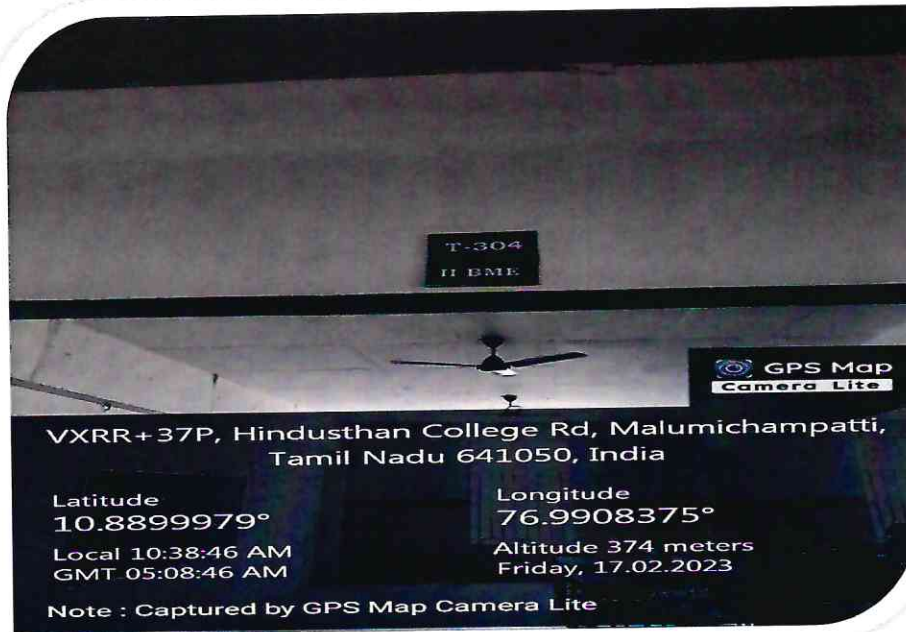 T-304
II BME
GPS Map
Camera Lite
VXRR+37P, Hindusthan College Rd, Malumichampatti,
Tamil Nadu 641050, India
Latitude
10.8899979°
Local 10:38:46 AM
GMT 05:08:46 AM
Longitude
76.9908375°
Altitude 374 meters
Friday, 17.02.2023
Note : Captured by GPS Map Camera Lite